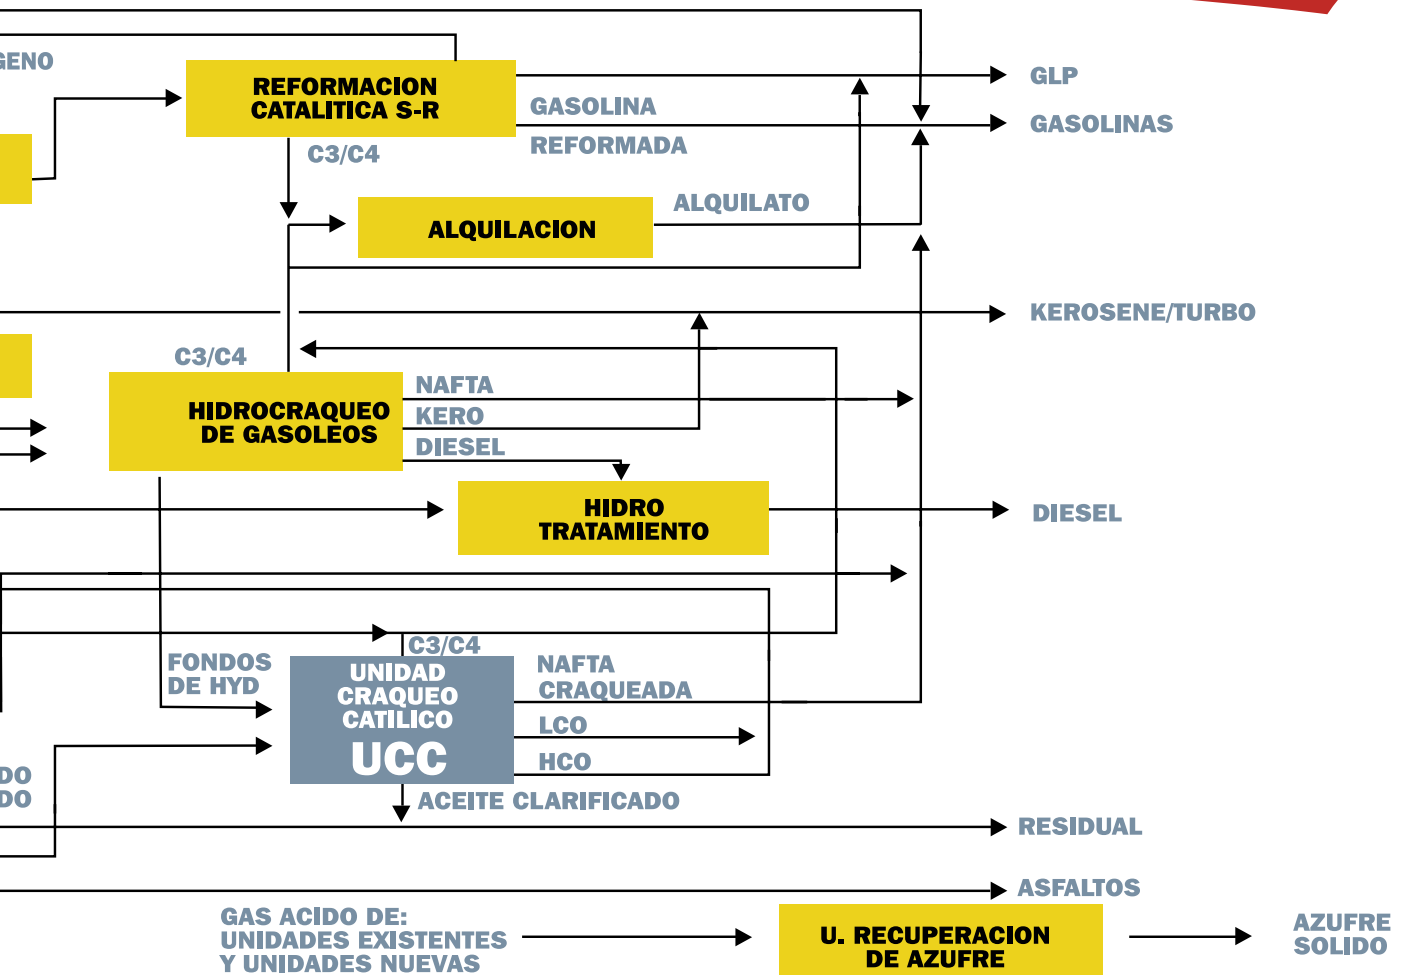 GENO
REFORMACION
CATALITICA S-R
GLP
GASOLINA
GASOLINAS
REFORMADA
C3/C4
ALQUILATO
ALQUILACION
KEROSENE/TURBO
C3/C4
NAFTA
HIDROCRAQUEO
DE GASOLEOS
KERO
DIESEL
HIDRO
TRATAMIENTO
DIESEL
C3/C4
FONDOS
DE HYD
UNIDAD
CRAQUEO
CATILICO
UCC
NAFTA
CRAQUEADA
LCO
HCO
DO
DO
ACEITE CLARIFICADO
RESIDUAL
ASFALTOS
GAS ACIDO DE:
UNIDADES EXISTENTES
Y UNIDADES NUEVAS
U. RECUPERACION
DE AZUFRE
AZUFRE
SOLIDO